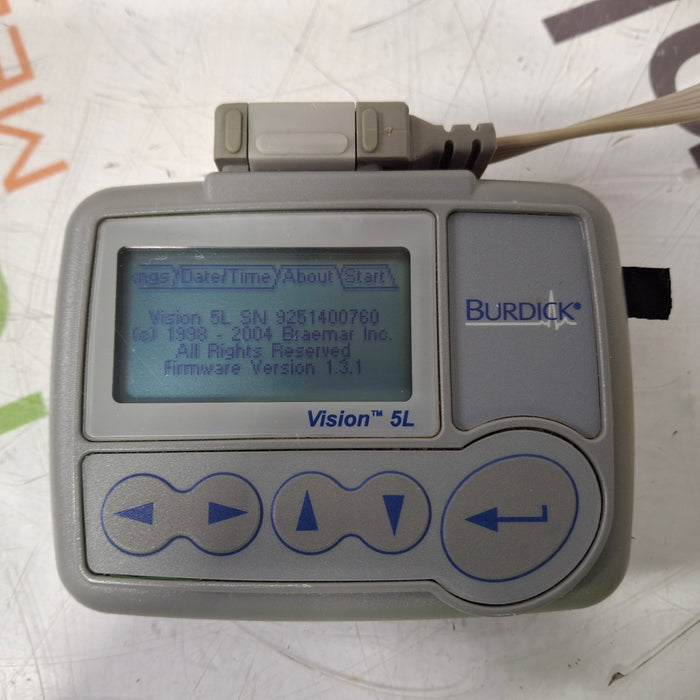 ngs Date/Time About Start
Vision 5L SN 9251400760
(c) 1998 - 2004 Braemar Inc.
All Rights Reserved
Firmware Version 1.3.1
BURDICK®
Vision™ 5L